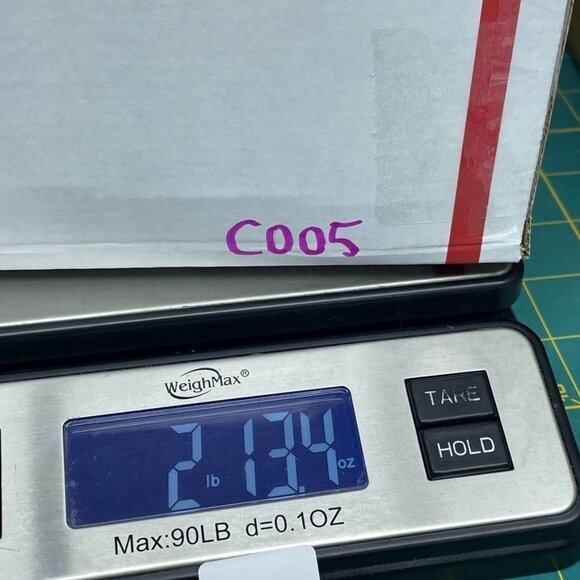 C005
WeighMax®
2 lb 13.4 oz
TARE
HOLD
Max:90LB d=0.1OZ